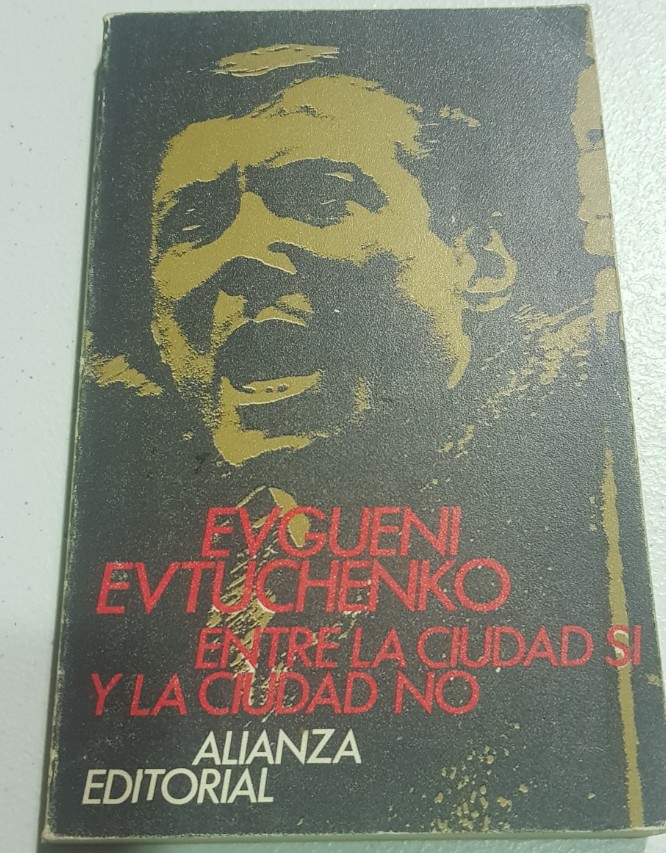 EVGUENI
EVTUCHENKO
ENTRE LA CIUDAD SI
Y LA CIUDAD NO
ALIANZA
EDITORIAL